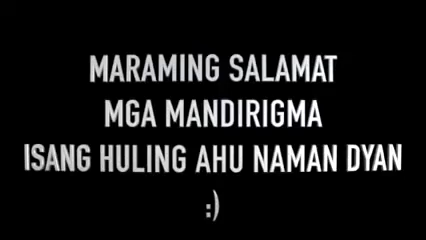 MARAMING SALAMAT
MGA MANDIRIGMA
ISANG HULING AHU NAMAN DYAN
:)